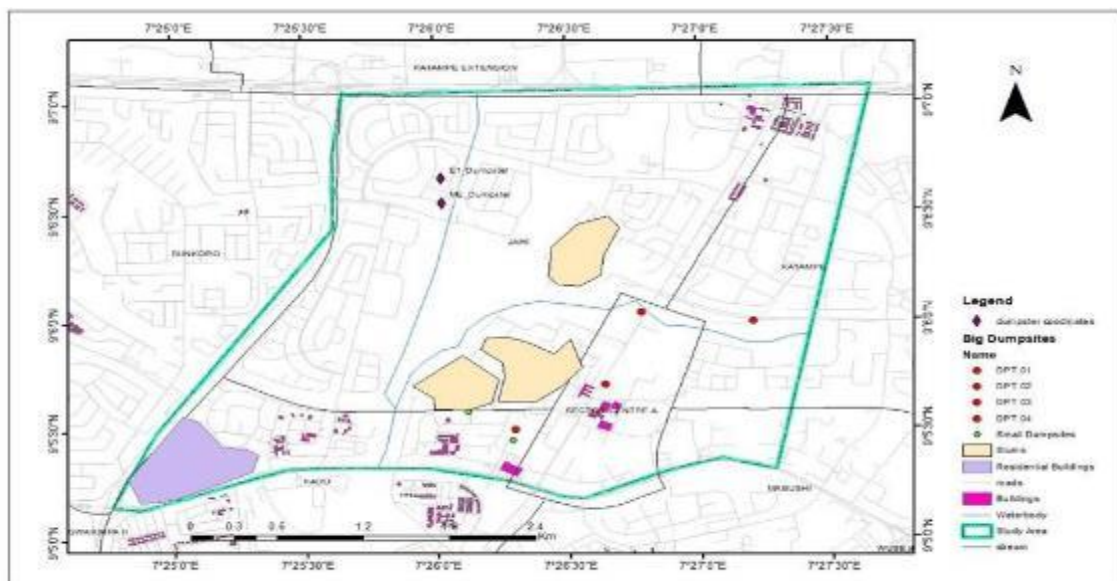 7°25'0"E 7°25'30"E 7°26'0"E 7°26'30"E 7°27'0"E 7°27'30"E
KATAMPE EXTENSION
N
9°7'0"N 9°7'0"N
ET_Dumpster
ME_Dumpster
9°6'30"N 9°6'30"N
JABI
DUNKORO
KATAMPE
9°6'0"N 9°6'0"N
Legend
dumpster coordinates
Big Dumpsites
Name
DPT 01
DPT 02
DPT 03
DPT 04
Small Dumpsites
Slums
Residential Buildings
roads
Buildings
Waterbody
Study Area
stream
9°5'30"N 9°5'30"N
KADO
MABUSHI
0 0.3 0.6 1.2 2.4
Km
9°5'0"N 9°5'0"N
7°25'0"E 7°25'30"E 7°26'0"E 7°26'30"E 7°27'0"E 7°27'30"E